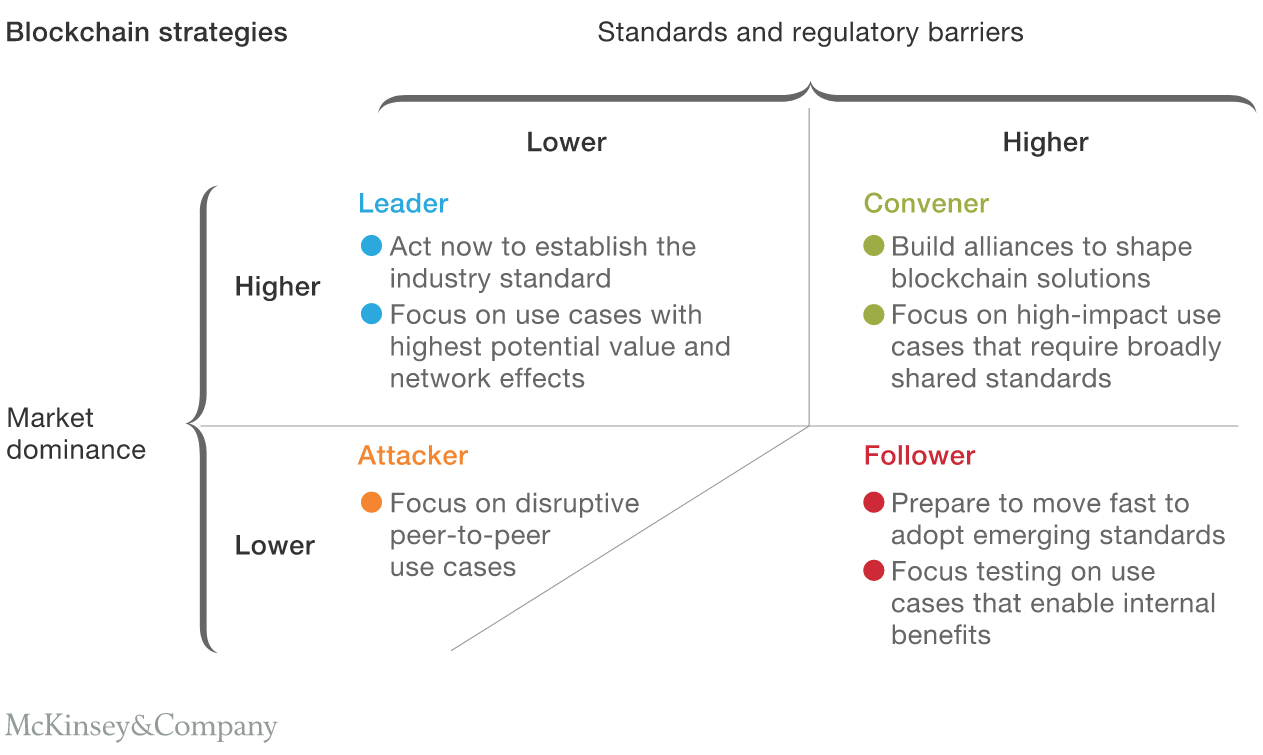 Blockchain strategies
Standards and regulatory barriers
Lower
Higher
Market
dominance
Higher
Leader
Act now to establish the
industry standard
Focus on use cases with
highest potential value and
network effects
Convener
Build alliances to shape
blockchain solutions
Focus on high-impact use
cases that require broadly
shared standards
Lower
Attacker
Focus on disruptive
peer-to-peer
use cases
Follower
Prepare to move fast to
adopt emerging standards
Focus testing on use
cases that enable internal
benefits
McKinsey&Company